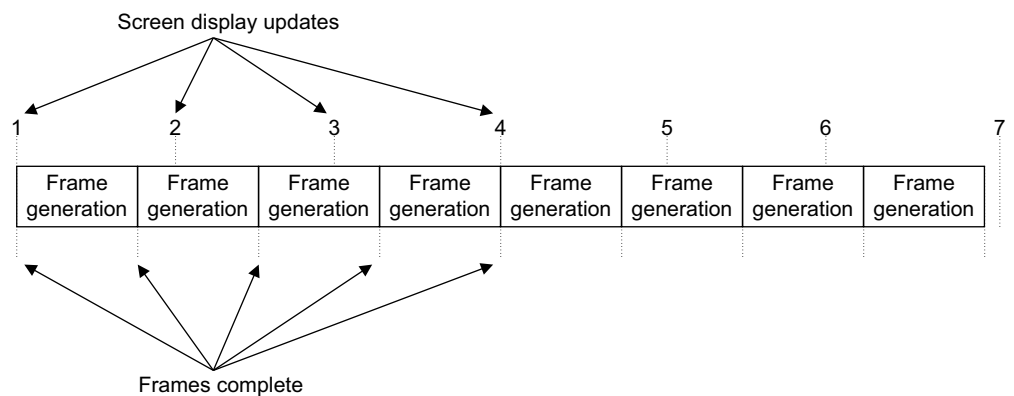 Screen display updates
1 2 3 4 5 6 7
Frame generation Frame generation Frame generation Frame generation Frame generation Frame generation Frame generation Frame generation
Frames complete